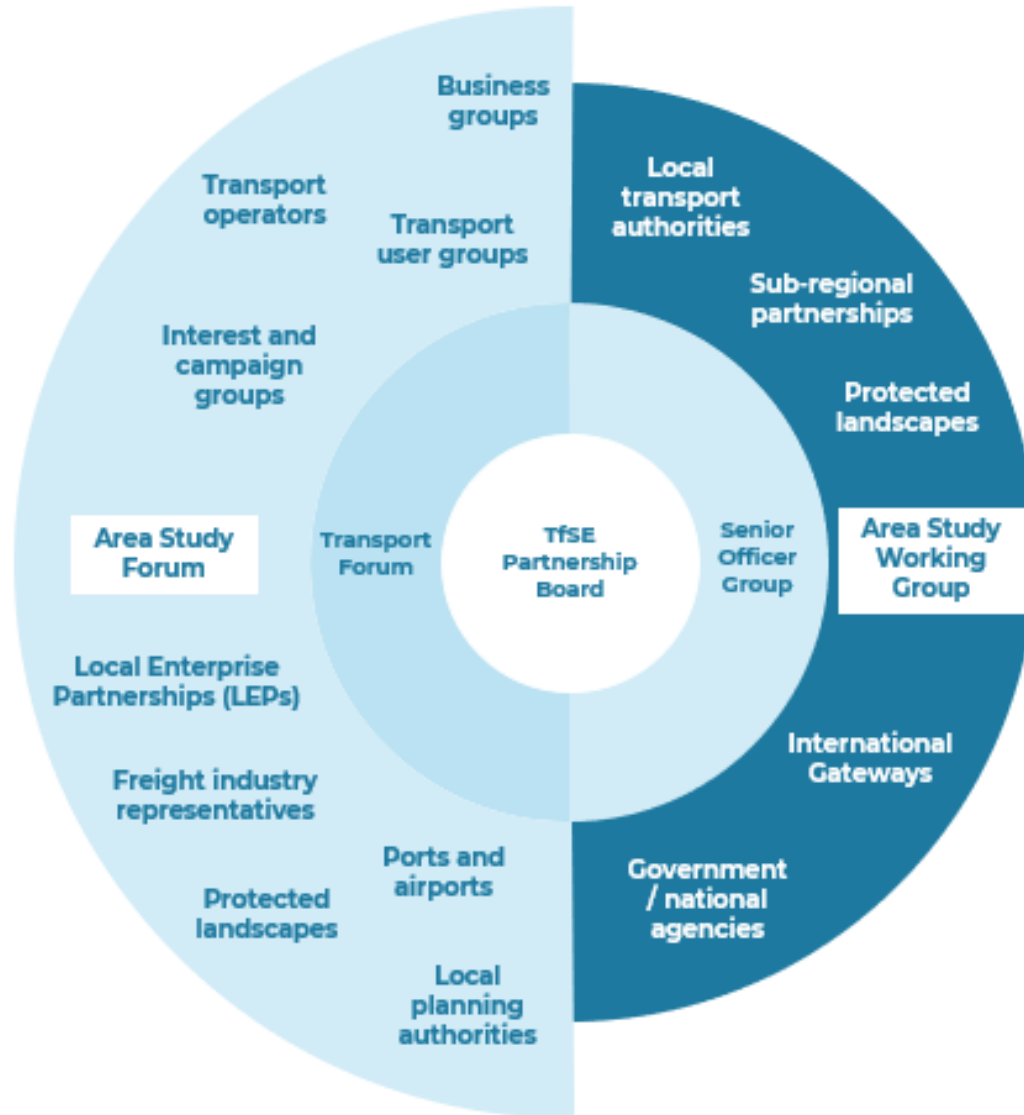 Business
groups
Transport
operators
Transport
user groups
Interest and
campaign
groups
Area Study
Forum
Local Enterprise
Partnerships (LEPs)
Freight industry
representatives
Ports and
airports
Protected
landscapes
Local
planning
authorities
Transport
Forum
TfSE
Partnership
Board
Senior
Officer
Group
Local
transport
authorities
Sub-regional
partnerships
Protected
landscapes
Area Study
Working
Group
International
Gateways
Government
/ national
agencies